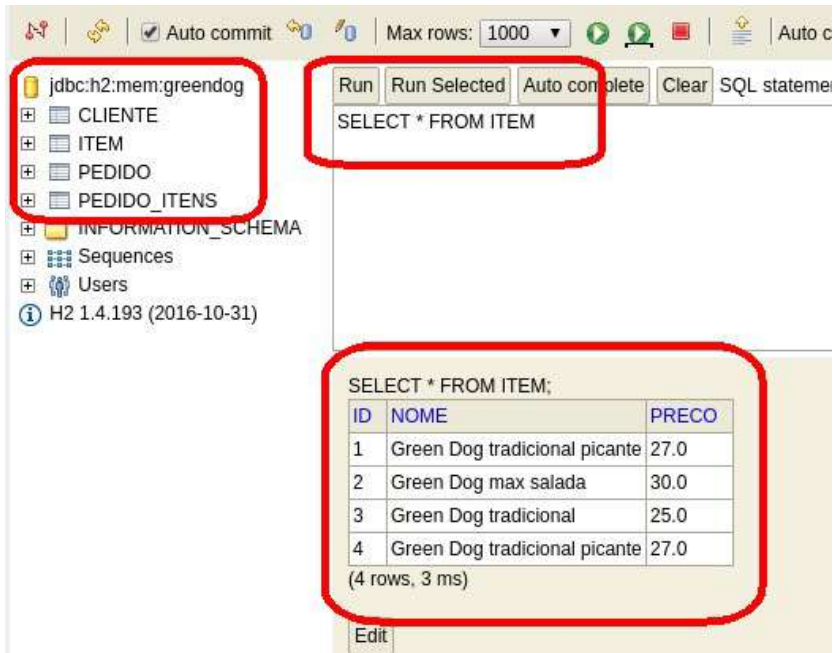 Auto commit Max rows: 1000 Auto c
jdbc:h2:mem:greendog
CLIENTE
ITEM
PEDIDO
PEDIDO_ITENS
INFORMATION_SCHEMA
Sequences
Users
H2 1.4.193 (2016-10-31)
Run Run Selected Auto complete Clear SQL statemen
SELECT * FROM ITEM
SELECT * FROM ITEM;
ID NOME PRECO
1 Green Dog tradicional picante 27.0
2 Green Dog max salada 30.0
3 Green Dog tradicional 25.0
4 Green Dog tradicional picante 27.0
(4 rows, 3 ms)
Edit